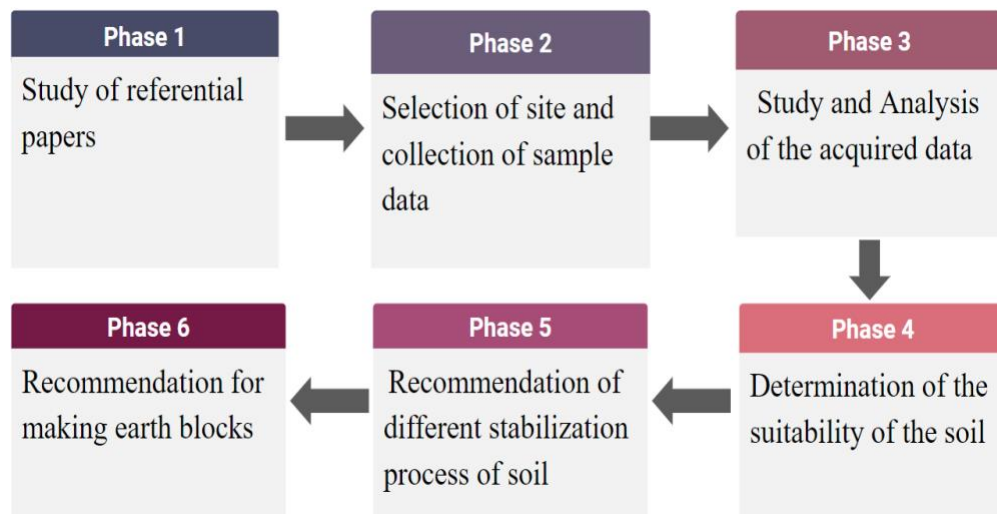 Phase 1
Study of referential
papers
Phase 2
Selection of site and
collection of sample
data
Phase 3
Study and Analysis
of the acquired data
Phase 4
Determination of the
suitability of the soil
Phase 5
Recommendation of
different stabilization
process of soil
Phase 6
Recommendation for
making earth blocks